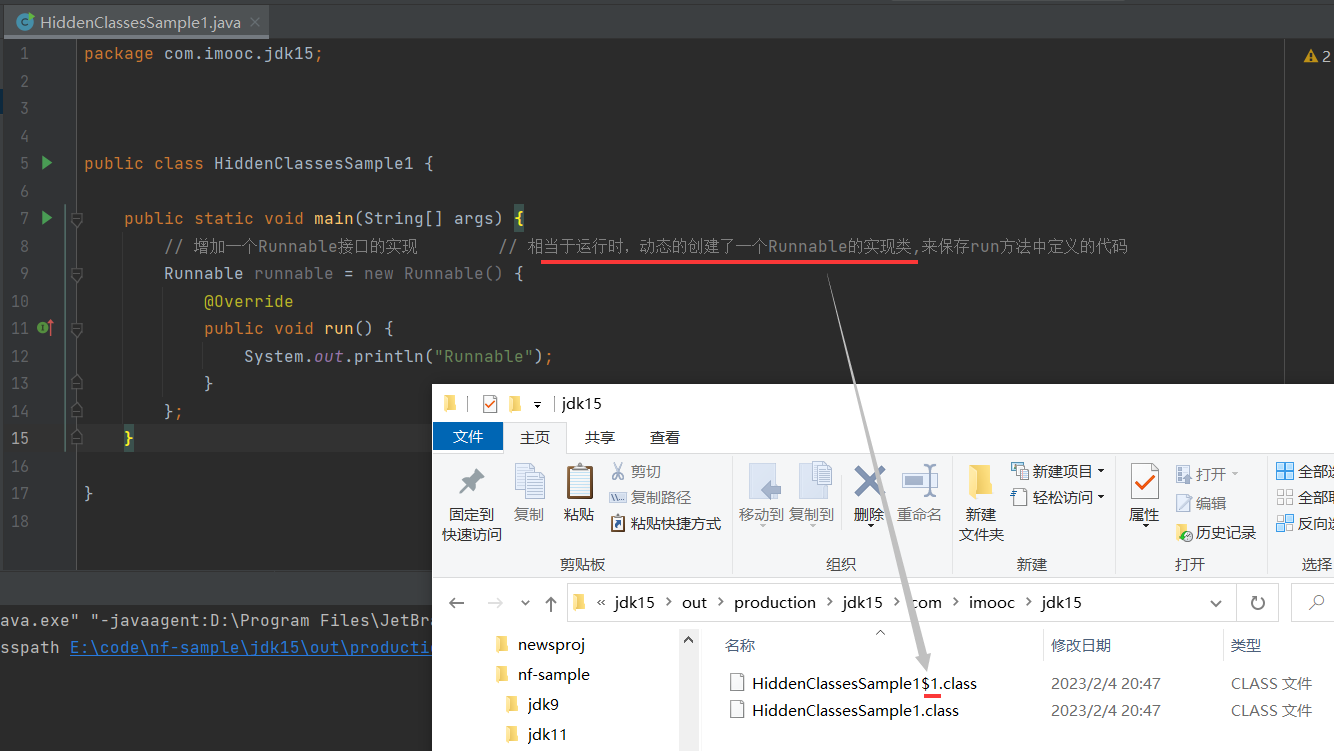 HiddenClassesSample1.java
1 package com.imooc.jdk15;
2
2
3
4
5 public class HiddenClassesSample1 {
6
7 public static void main(String[] args) {
8 // 增加一个Runnable接口的实现 // 相当于运行时，动态的创建了一个Runnable的实现类,来保存run方法中定义的代码
9 Runnable runnable = new Runnable() {
10 @Override
11 public void run() {
12 System.out.println("Runnable");
13 }
14 };
15 }
16
17 }
18
jdk15
文件 主页 共享 查看
固定到快速访问
复制
粘贴
剪切
复制路径
粘贴快捷方式
剪贴板
移动到 复制到 删除 重命名
组织
新建文件夹
新建项目
轻松访问
新建
属性
打开
编辑
历史记录
打开
全部
全部
反向
选择
ava.exe" "-javaagent:D:\Program Files\JetBra
sspath E:\code\nf-sample\jdk15\out\producti
« jdk15 > out > production > jdk15 > com > imooc > jdk15
newsproj
nf-sample
jdk9
jdk11
名称 修改日期 类型
HiddenClassesSample1$1.class 2023/2/4 20:47 CLASS 文件
HiddenClassesSample1.class 2023/2/4 20:47 CLASS 文件